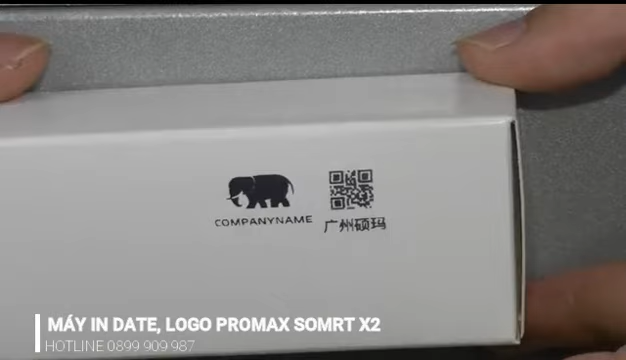 COMPANYNAME
广州硕玛
MÁY IN DATE, LOGO PROMAX SOMRT X2
HOTLINE 0899 909 987